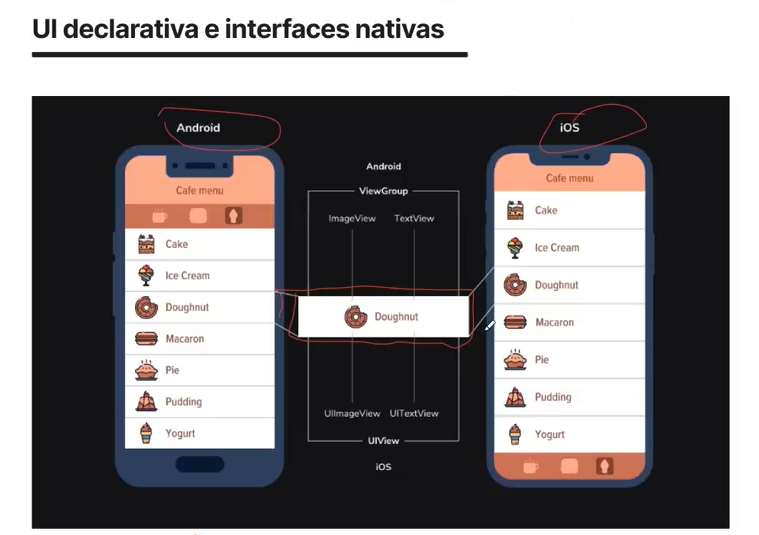 UI declarativa e interfaces nativas
Android
Cafe menu
Cake
Ice Cream
Doughnut
Macaron
Pie
Pudding
Yogurt
Android
ViewGroup
ImageView TextView
Doughnut
UIImageView UITextView
UIView
iOS
iOS
Cafe menu
Cake
Ice Cream
Doughnut
Macaron
Pie
Pudding
Yogurt